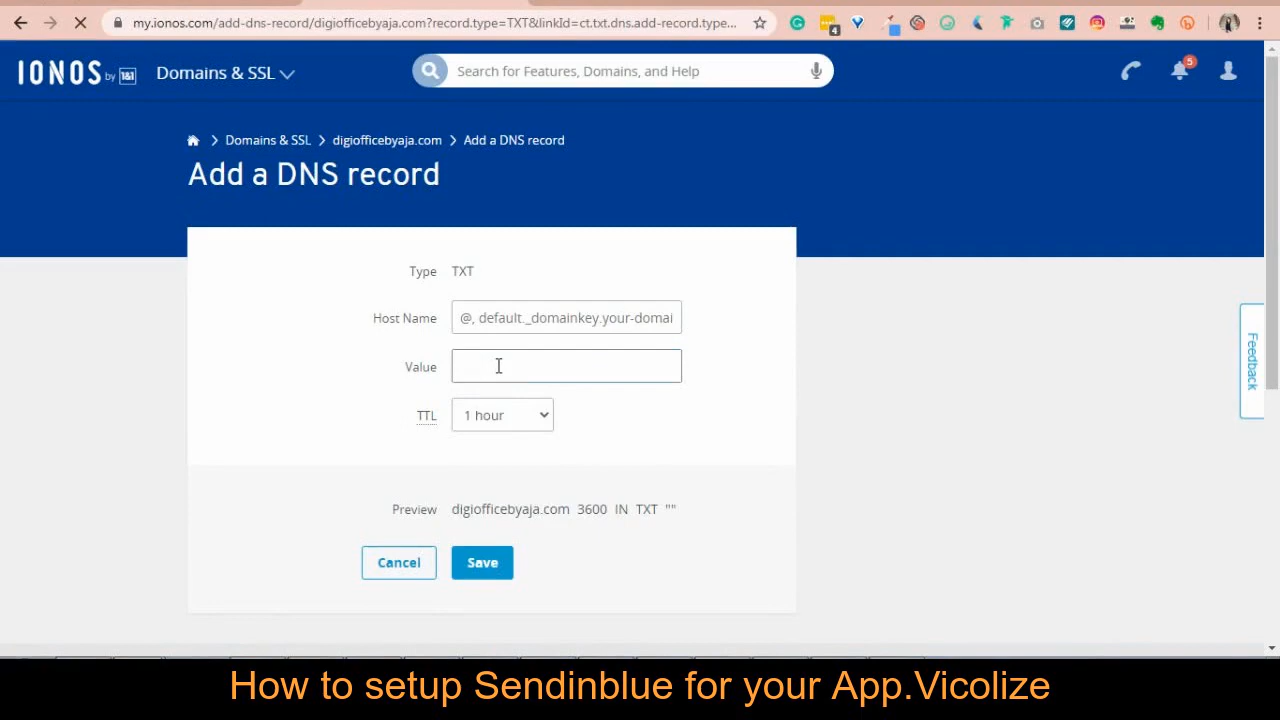 my.ionos.com/add-dns-record/digiofficebyaja.com?record.type=TXT&linkId=ct.txt.dns.add-record.type...
4
IONOS by 1&1
Domains & SSL
Search for Features, Domains, and Help
5
Domains & SSL > digiofficebyaja.com > Add a DNS record
Add a DNS record
Type TXT
Host Name @, default._domainkey.your-domai
Value
TTL 1 hour
Feedback
Preview digiofficebyaja.com 3600 IN TXT ""
Cancel Save
How to setup Sendinblue for your App.Vicolize